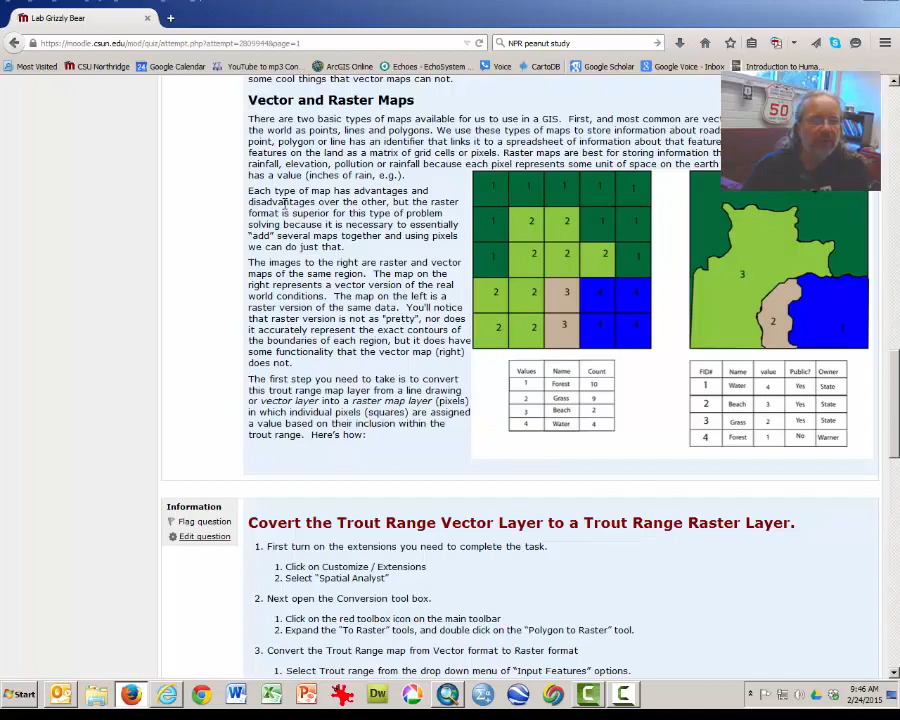 Lab Grizzly Bear
https://moodle.csun.edu/mod/quiz/attempt.php?attempt=2809944&page=1
NPR peanut study
Most Visited
CSU Northridge
24
Google Calendar
YouTube to mp3 Con...
ArcGIS Online
Echoes - EchoSystem ...
Voice
CartoDB
Google Scholar
Google Voice - Inbox
Introduction to Huma...
some cool things that vector maps can not.
Vector and Raster Maps
There are two basic types of maps available for us to use in a GIS. First, and most common are vect
the world as points, lines and polygons. We use these types of maps to store information about roads
point, polygon or line has an identifier that links it to a spreadsheet of information about that featur
features on the land as a matrix of grid cells or pixels. Raster maps are best for storing information
rainfall, elevation, pollution or rainfall because each pixel represents some unit of space on the earth
has a value (inches of rain, e.g.).
50
Each type of map has advantages and
disadvantages over the other, but the raster
format is superior for this type of problem
solving because it is necessary to essentially
"add" several maps together and using pixels
we can do just that.
The images to the right are raster and vector
maps of the same region. The map on the
right represents a vector version of the real
world conditions. The map on the left is a
raster version of the same data. You'll notice
that raster version is not as "pretty", nor does
it accurately represent the exact contours of
the boundaries of each region, but it does have
some functionality that the vector map (right)
does not.
The first step you need to take is to convert
this trout range map layer from a line drawing
or vector layer into a raster map layer (pixels)
in which individual pixels (squares) are assigned
a value based on their inclusion within the
trout range. Here's how:
1 1 1 1 1
1 2 2 1 1
1 2 2 2 1
2 2 3 4 4
2 2 3 4 4
3
2
1
Values Name Count
1 Forest 10
2 Grass 9
3 Beach 2
4 Water 4
FID# Name value Public? Owner
1 Water 4 Yes State
2 Beach 3 Yes State
3 Grass 2 Yes State
4 Forest 1 No Warner
Information
Flag question
Edit question
Covert the Trout Range Vector Layer to a Trout Range Raster Layer.
1. First turn on the extensions you need to complete the task.
1. Click on Customize / Extensions
2. Select "Spatial Analyst"
2. Next open the Conversion tool box.
1. Click on the red toolbox icon on the main toolbar
2. Expand the "To Raster" tools, and double click on the "Polygon to Raster" tool.
3. Convert the Trout Range map from Vector format to Raster format
1. Select Trout range from the drop down menu of "Input Features" options.
Start
Dw
9:46 AM
2/24/2015